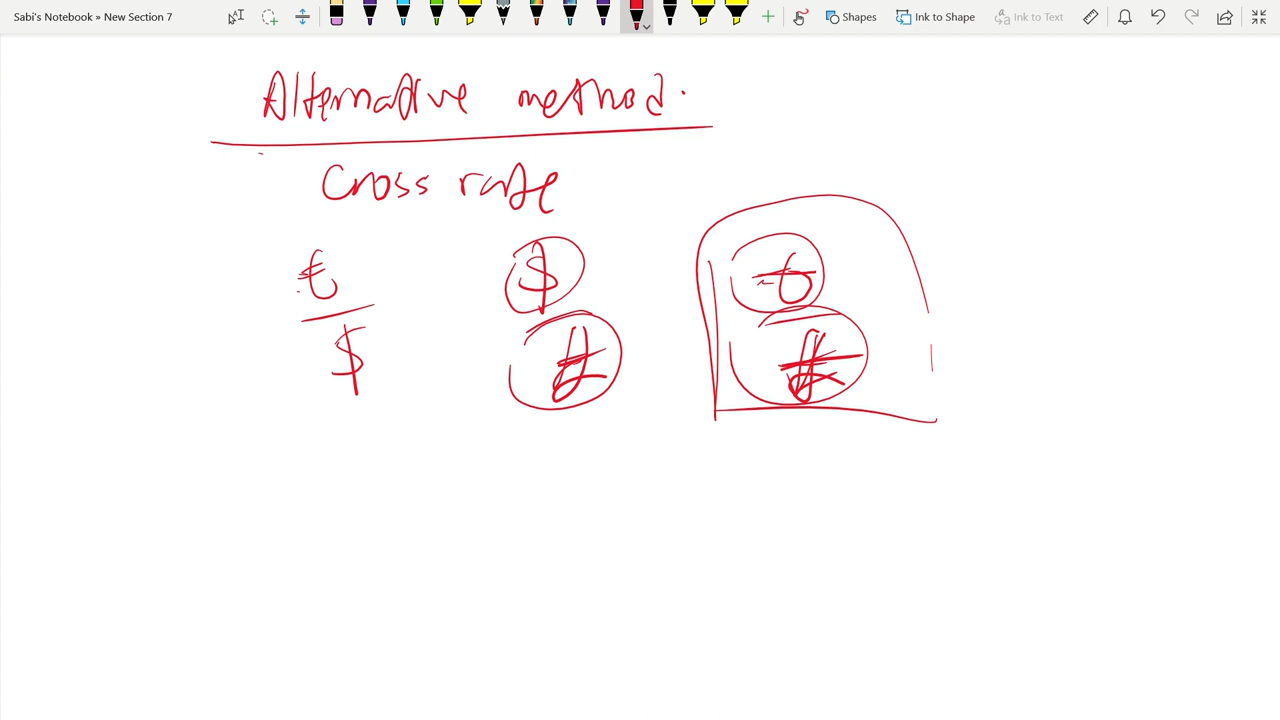 Sabi's Notebook » New Section 7
Shapes
Ink to Shape
Ink to Text
Alternative method.
Cross rate
€ $ €
$ £ £